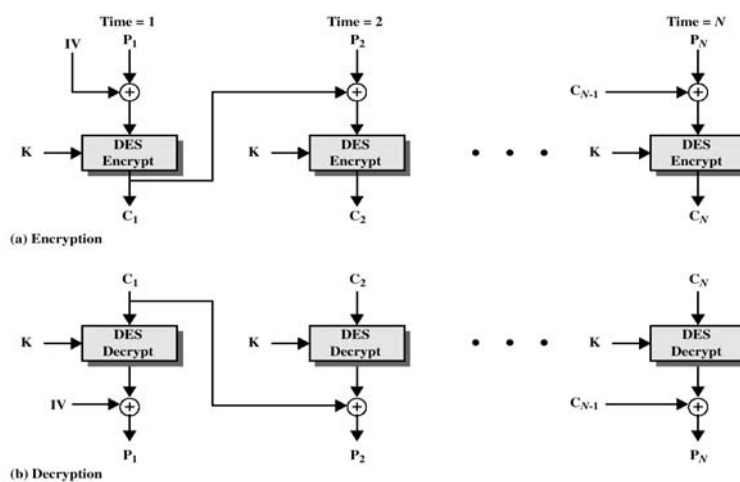 Time = 1 Time = 2 Time = N
IV P1 P2 PN
+ + CN-1 +
K DES Encrypt K DES Encrypt • • • K DES Encrypt
C1 C2 CN
(a) Encryption
C1 C2 CN
K DES Decrypt K DES Decrypt • • • K DES Decrypt
IV + + CN-1 +
P1 P2 PN
(b) Decryption